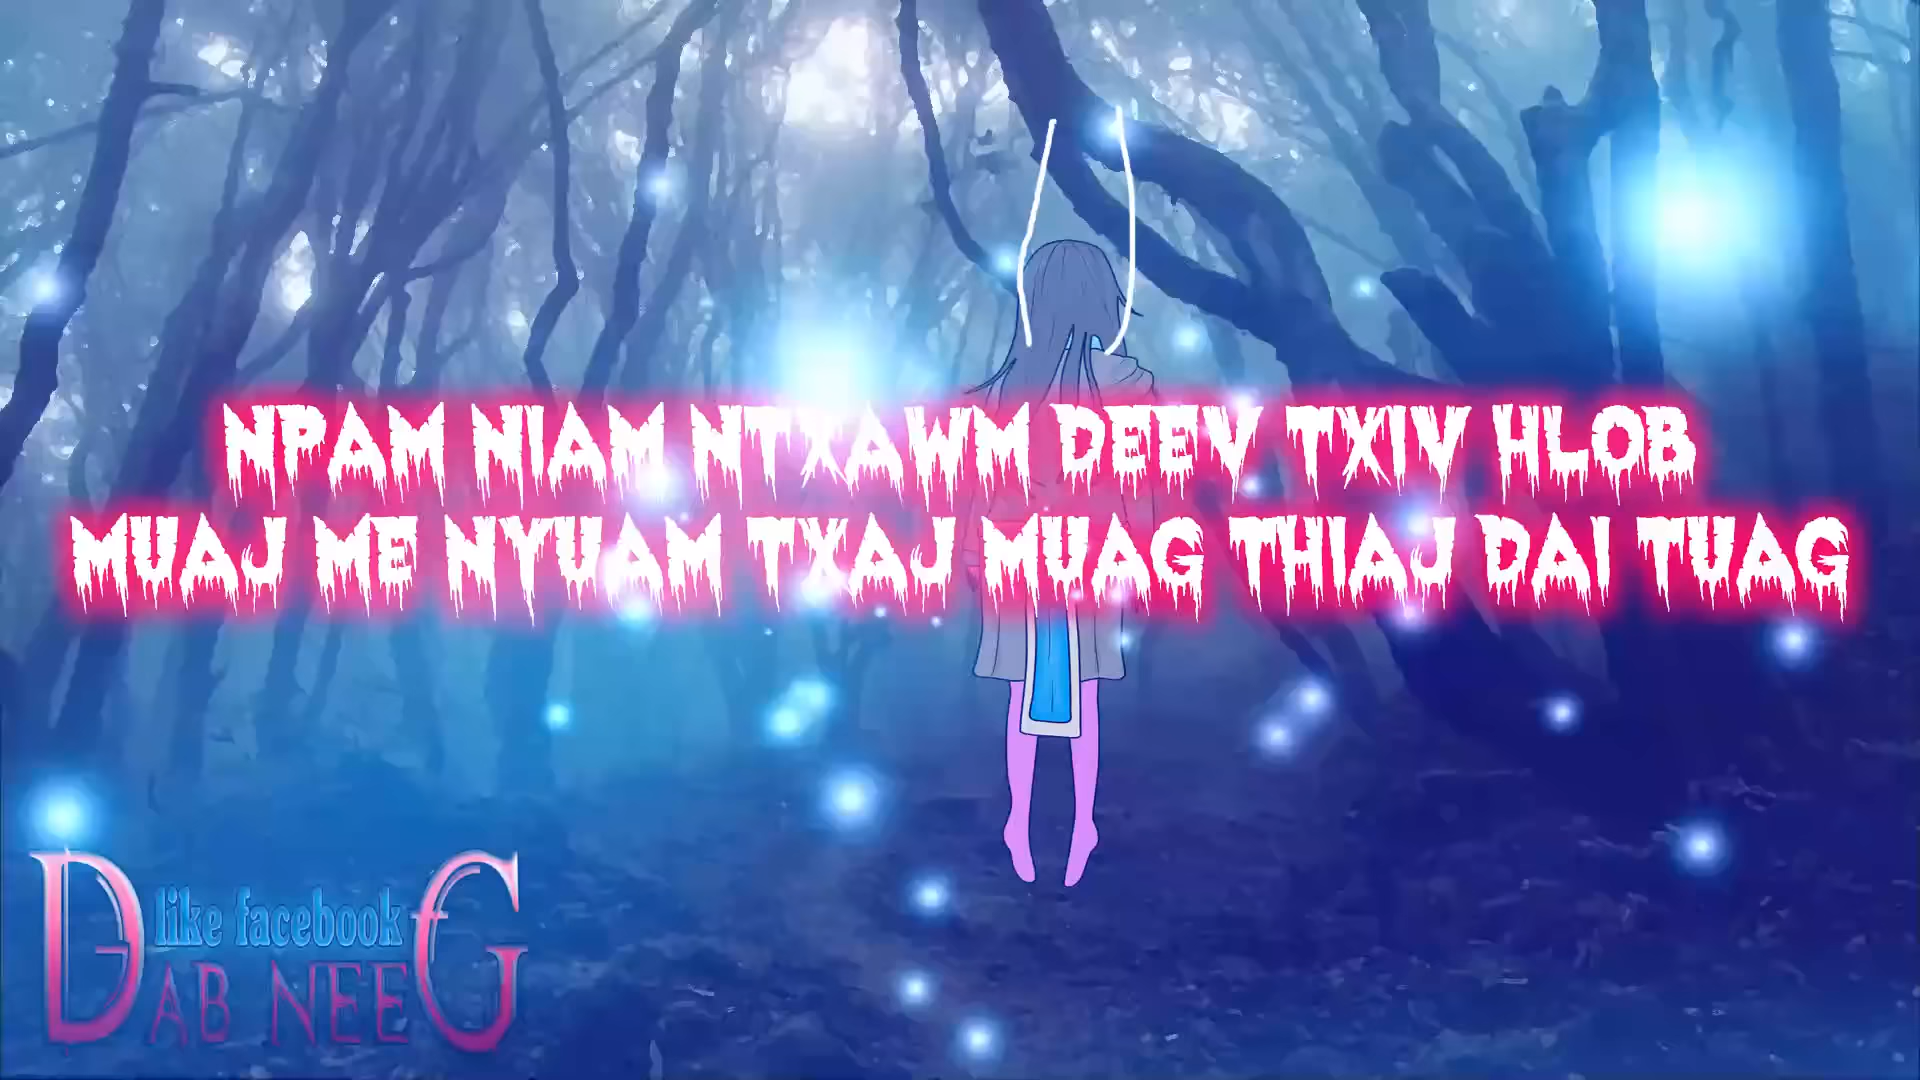 NPAM NIAM NTXAWM DEEV TXIV HLOB
MUAJ ME NYUAM TXAJ MUAG THIAJ DAI TUAG
like facebook
DAB NEEG